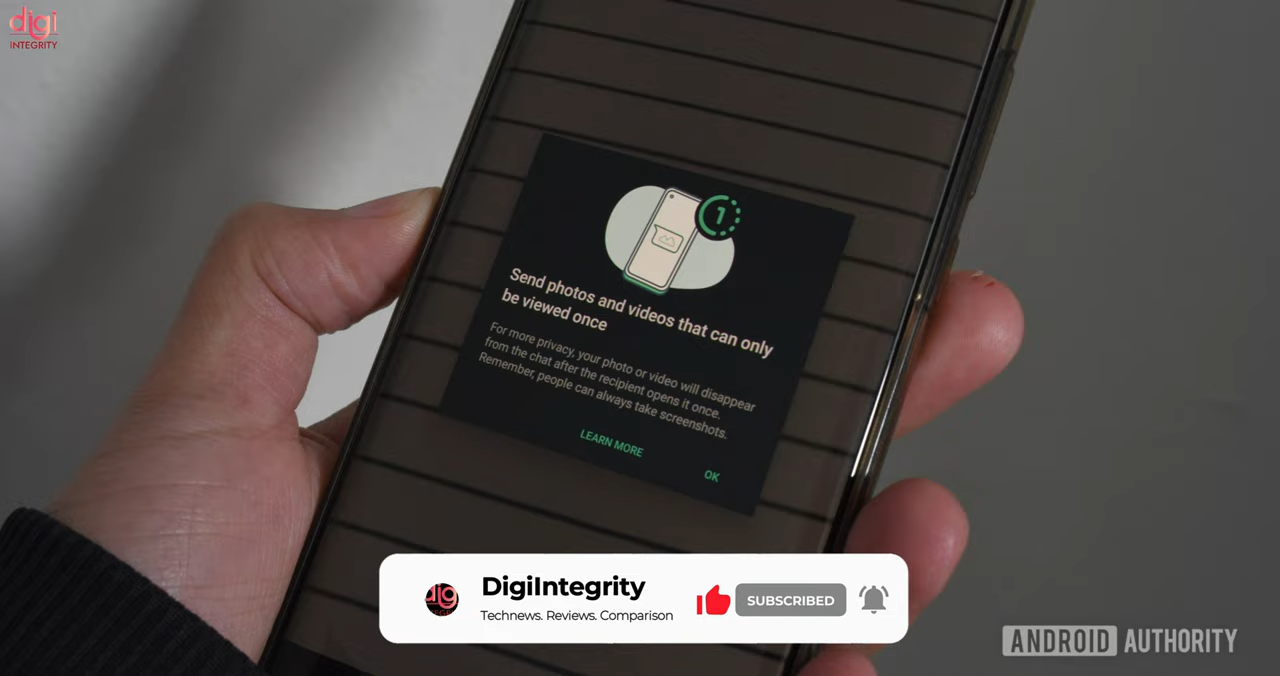 digi
INTEGRITY
1
Send photos and videos that can only
be viewed once
For more privacy, your photo or video will disappear
from the chat after the recipient opens it once.
Remember, people can always take screenshots.
LEARN MORE
OK
digi
DigiIntegrity
Technews. Reviews. Comparison
SUBSCRIBED
ANDROID AUTHORITY